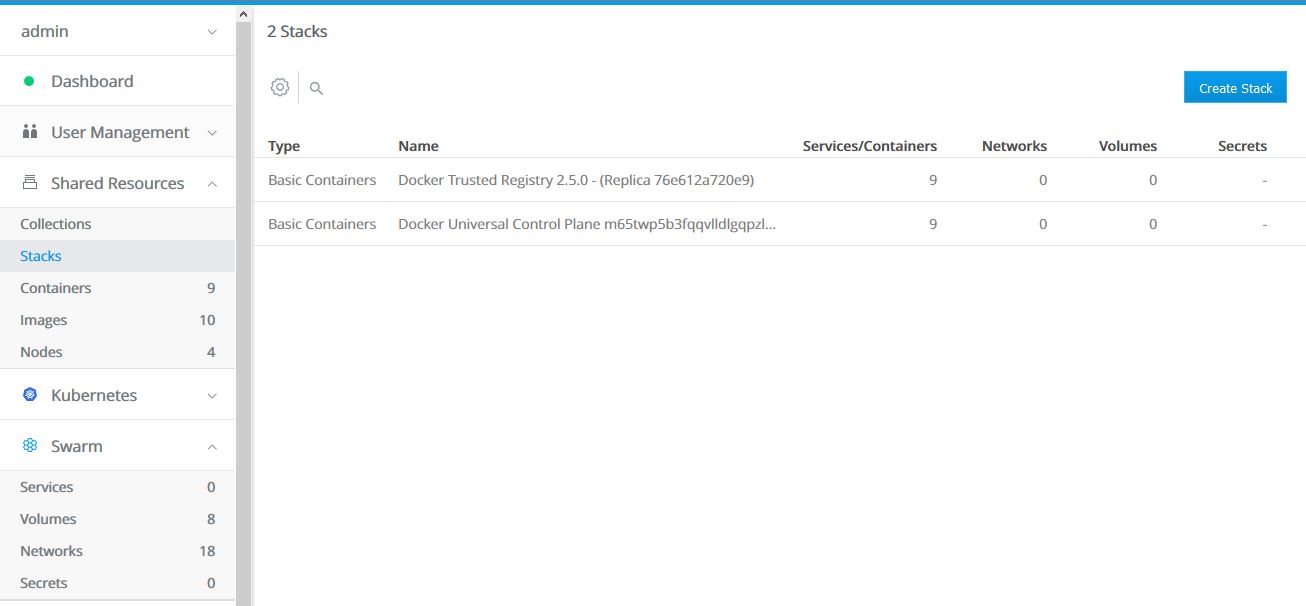 admin
Dashboard
User Management
Shared Resources
Collections
Stacks
Containers 9
Images 10
Nodes 4
Kubernetes
Swarm
Services 0
Volumes 8
Networks 18
Secrets 0
2 Stacks
Create Stack
Type Name Services/Containers Networks Volumes Secrets
Basic Containers Docker Trusted Registry 2.5.0 - (Replica 76e612a720e9) 9 0 0 -
Basic Containers Docker Universal Control Plane m65twp5b3fqqvlldlgqpzl... 9 0 0 -